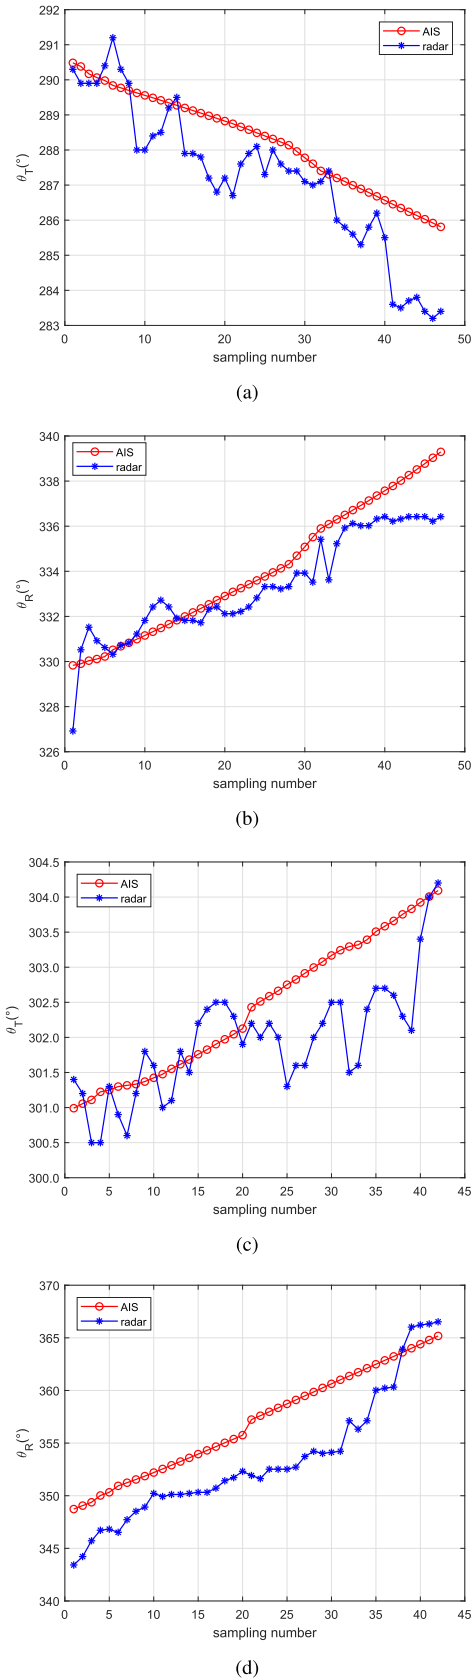 292
291
290
289
288
287
286
285
284
283
θT(°)
AIS
radar
0 10 20 30 40 50
sampling number
(a)
340
338
336
334
332
330
328
326
θR(°)
AIS
radar
0 10 20 30 40 50
sampling number
(b)
304.5
304.0
303.5
303.0
302.5
302.0
301.5
301.0
300.5
300.0
θT(°)
AIS
radar
0 5 10 15 20 25 30 35 40 45
sampling number
(c)
370
365
360
355
350
345
340
θR(°)
AIS
radar
0 5 10 15 20 25 30 35 40 45
sampling number
(d)